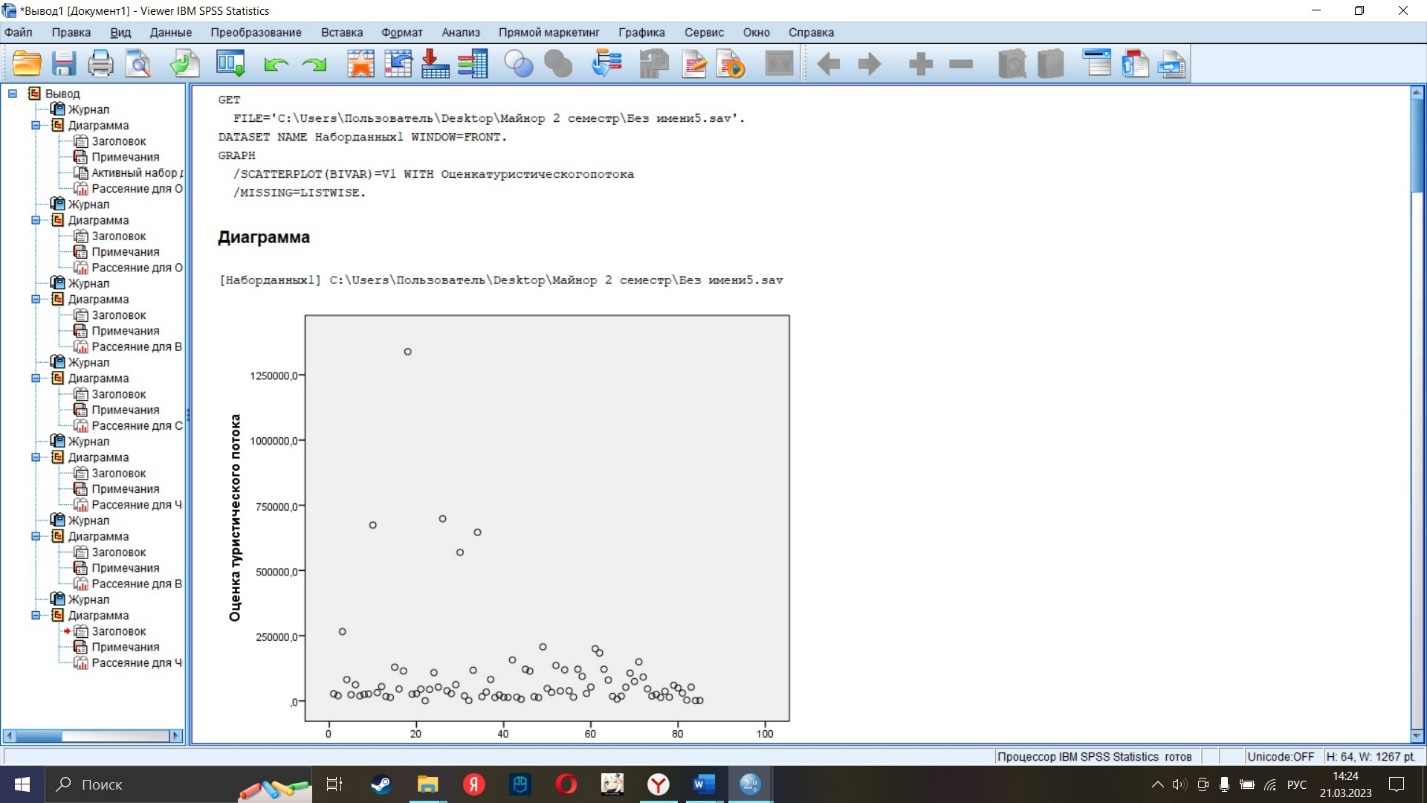 *Вывод1 [Документ1] - Viewer IBM SPSS Statistics
Файл Правка Вид Данные Преобразование Вставка Формат Анализ Прямой маркетинг Графика Сервис Окно Справка
Вывод
Журнал
Диаграмма
Заголовок
Примечания
Активный набор д
Рассеяние для О
Журнал
Диаграмма
Заголовок
Примечания
Рассеяние для О
Журнал
Диаграмма
Заголовок
Примечания
Рассеяние для В
Журнал
Диаграмма
Заголовок
Примечания
Рассеяние для С
Журнал
Диаграмма
Заголовок
Примечания
Рассеяние для Ч
Журнал
Диаграмма
Заголовок
Примечания
Рассеяние для В
Журнал
Диаграмма
Заголовок
Примечания
Рассеяние для Ч
GET
FILE='C:\Users\Пользователь\Desktop\Майнор 2 семестр\Без имени5.sav'.
DATASET NAME Наборданных1 WINDOW=FRONT.
GRAPH
/SCATTERPLOT(BIVAR)=V1 WITH Оценкатуристическогопотока
/MISSING=LISTWISE.
Диаграмма
[Наборданных1] C:\Users\Пользователь\Desktop\Майнор 2 семестр\Без имени5.sav
Оценка туристического потока
1250000,0
1000000,0
750000,0
500000,0
250000,0
,0
0 20 40 60 80 100
Процессор IBM SPSS Statistics готов Unicode:OFF H: 64, W: 1267 pt.
Поиск
РУС
14:24
21.03.2023